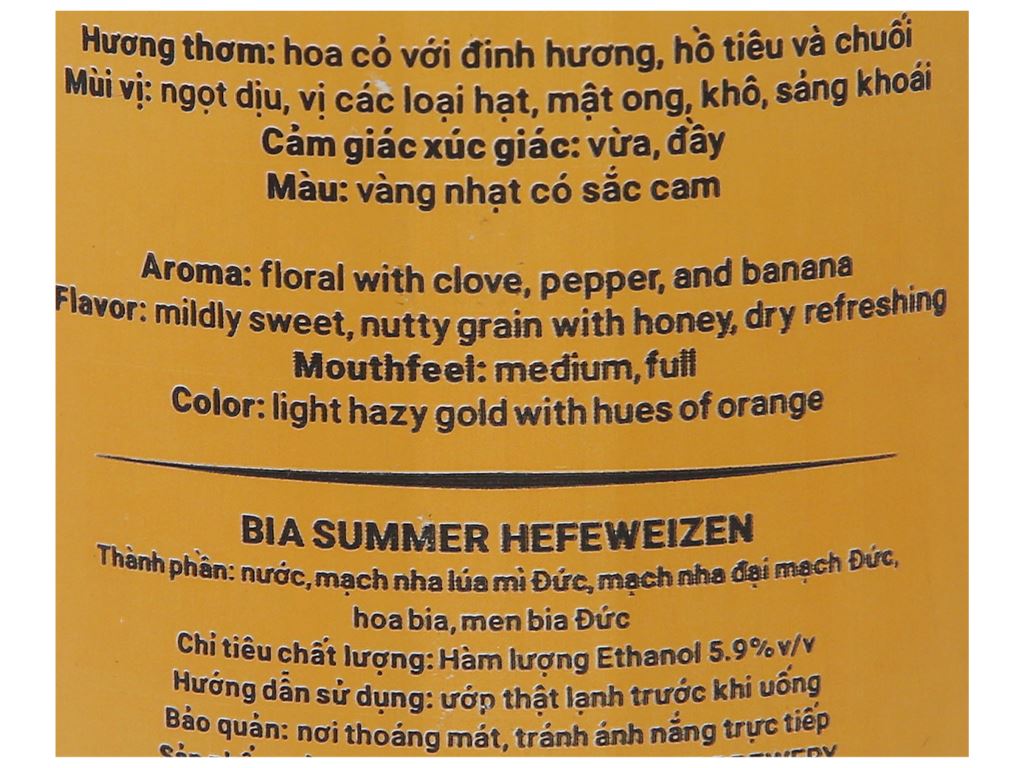 Hương thơm: hoa cỏ với đinh hương, hồ tiêu và chuối
Mùi vị: ngọt dịu, vị các loại hạt, mật ong, khô, sảng khoái
Cảm giác xúc giác: vừa, đầy
Màu: vàng nhạt có sắc cam
Aroma: floral with clove, pepper, and banana
Flavor: mildly sweet, nutty grain with honey, dry refreshing
Mouthfeel: medium, full
Color: light hazy gold with hues of orange
BIA SUMMER HEFEWEIZEN
Thành phần: nước, mạch nha lúa mì Đức, mạch nha đại mạch Đức,
hoa bia, men bia Đức
Chỉ tiêu chất lượng: Hàm lượng Ethanol 5.9% v/v
Hướng dẫn sử dụng: ướp thật lạnh trước khi uống
Bảo quản: nơi thoáng mát, tránh ánh nắng trực tiếp
BREWERY